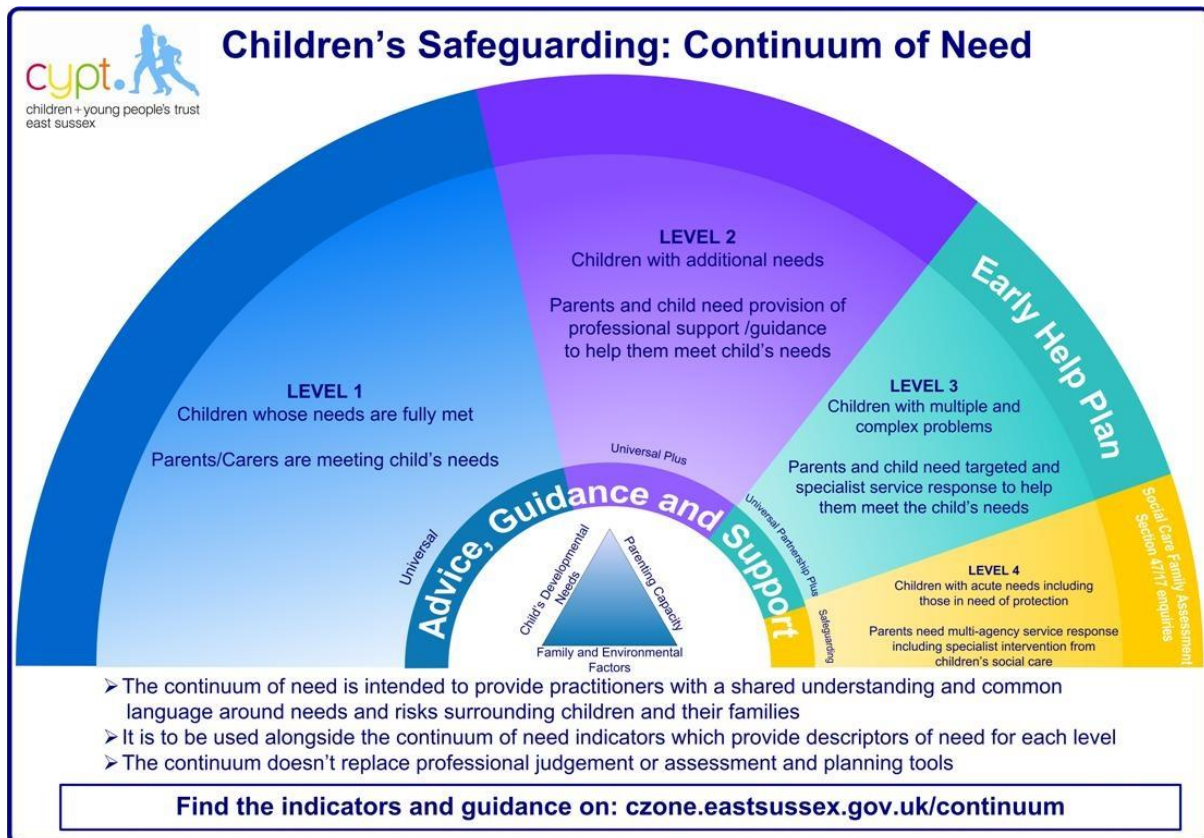 cypt.
children + young people's trust
east sussex
Children's Safeguarding: Continuum of Need
LEVEL 1
Children whose needs are fully met
Parents/Carers are meeting child's needs
LEVEL 2
Children with additional needs
Parents and child need provision of
professional support /guidance
to help them meet child's needs
Early Help Plan
LEVEL 3
Children with multiple and
complex problems
Parents and child need targeted and
specialist service response to help
them meet the child's needs
Social Care Family Assessment
Section 47/17 enquiries
LEVEL 4
Children with acute needs including
those in need of protection
Parents need multi-agency service response
including specialist intervention from
children's social care
Universal
Universal Plus
Universal Partnership Plus
Safeguarding
Advice, Guidance and Support
Child's Developmental
Needs
Parenting Capacity
Family and Environmental
Factors
➢ The continuum of need is intended to provide practitioners with a shared understanding and common
language around needs and risks surrounding children and their families
➢ It is to be used alongside the continuum of need indicators which provide descriptors of need for each level
➢ The continuum doesn't replace professional judgement or assessment and planning tools
Find the indicators and guidance on: czone.eastsussex.gov.uk/continuum